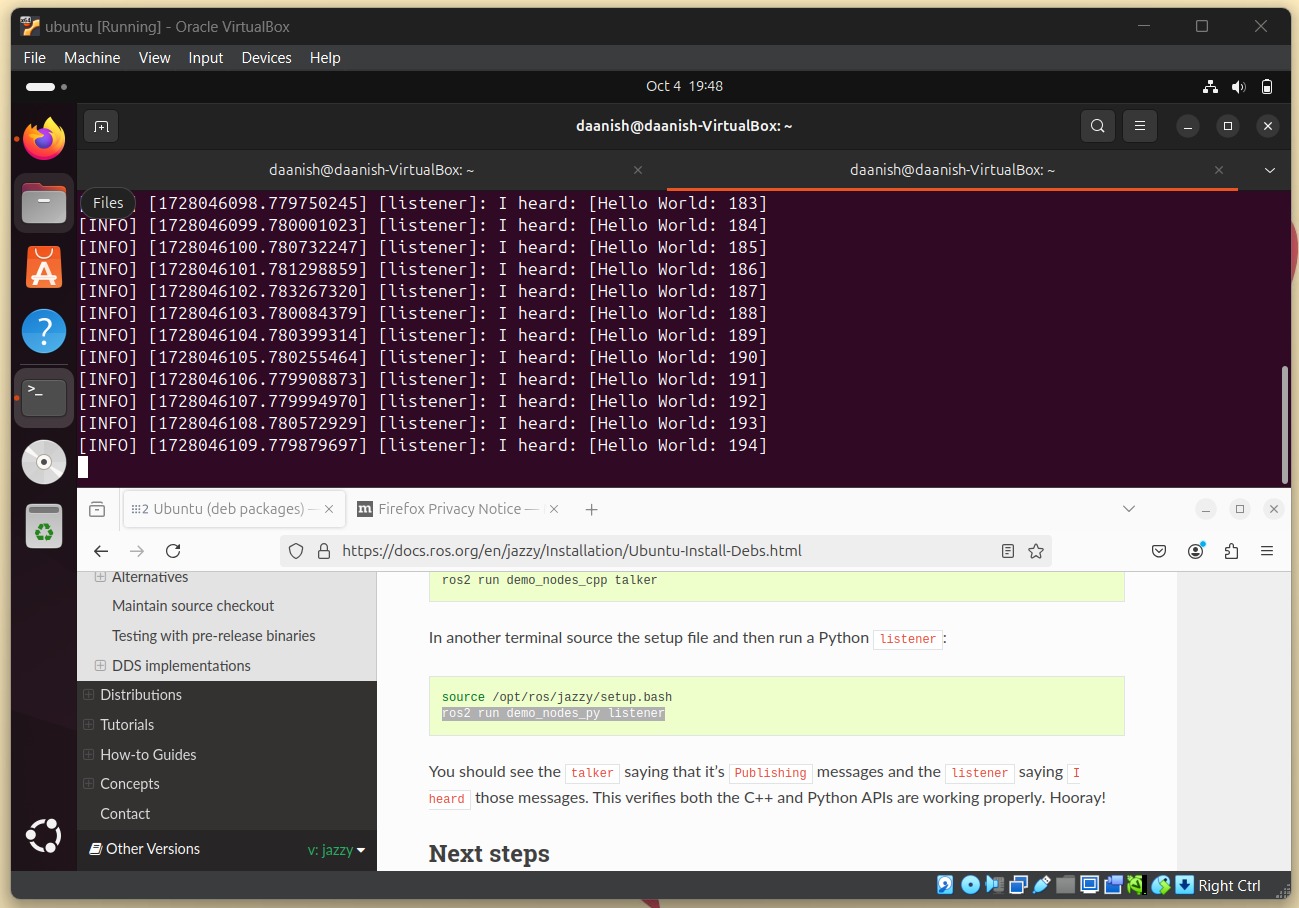 ubuntu [Running] - Oracle VirtualBox
File Machine View Input Devices Help
Oct 4 19:48
daanish@daanish-VirtualBox: ~
daanish@daanish-VirtualBox: ~
daanish@daanish-VirtualBox: ~
Files
[1728046098.779750245] [listener]: I heard: [Hello World: 183]
[INFO] [1728046099.780001023] [listener]: I heard: [Hello World: 184]
[INFO] [1728046100.780732247] [listener]: I heard: [Hello World: 185]
[INFO] [1728046101.781298859] [listener]: I heard: [Hello World: 186]
[INFO] [1728046102.783267320] [listener]: I heard: [Hello World: 187]
[INFO] [1728046103.780084379] [listener]: I heard: [Hello World: 188]
[INFO] [1728046104.780399314] [listener]: I heard: [Hello World: 189]
[INFO] [1728046105.780255464] [listener]: I heard: [Hello World: 190]
[INFO] [1728046106.779908873] [listener]: I heard: [Hello World: 191]
[INFO] [1728046107.779994970] [listener]: I heard: [Hello World: 192]
[INFO] [1728046108.780572929] [listener]: I heard: [Hello World: 193]
[INFO] [1728046109.779879697] [listener]: I heard: [Hello World: 194]
Ubuntu (deb packages) —
Firefox Privacy Notice —
https://docs.ros.org/en/jazzy/Installation/Ubuntu-Install-Debs.html
Alternatives
Maintain source checkout
Testing with pre-release binaries
DDS implementations
Distributions
Tutorials
How-to Guides
Concepts
Contact
Other Versions
v: jazzy
ros2 run demo_nodes_cpp talker
In another terminal source the setup file and then run a Python listener:
source /opt/ros/jazzy/setup.bash
ros2 run demo_nodes_py listener
You should see the talker saying that it’s Publishing messages and the listener saying I
heard those messages. This verifies both the C++ and Python APIs are working properly. Hooray!
Next steps
Right Ctrl